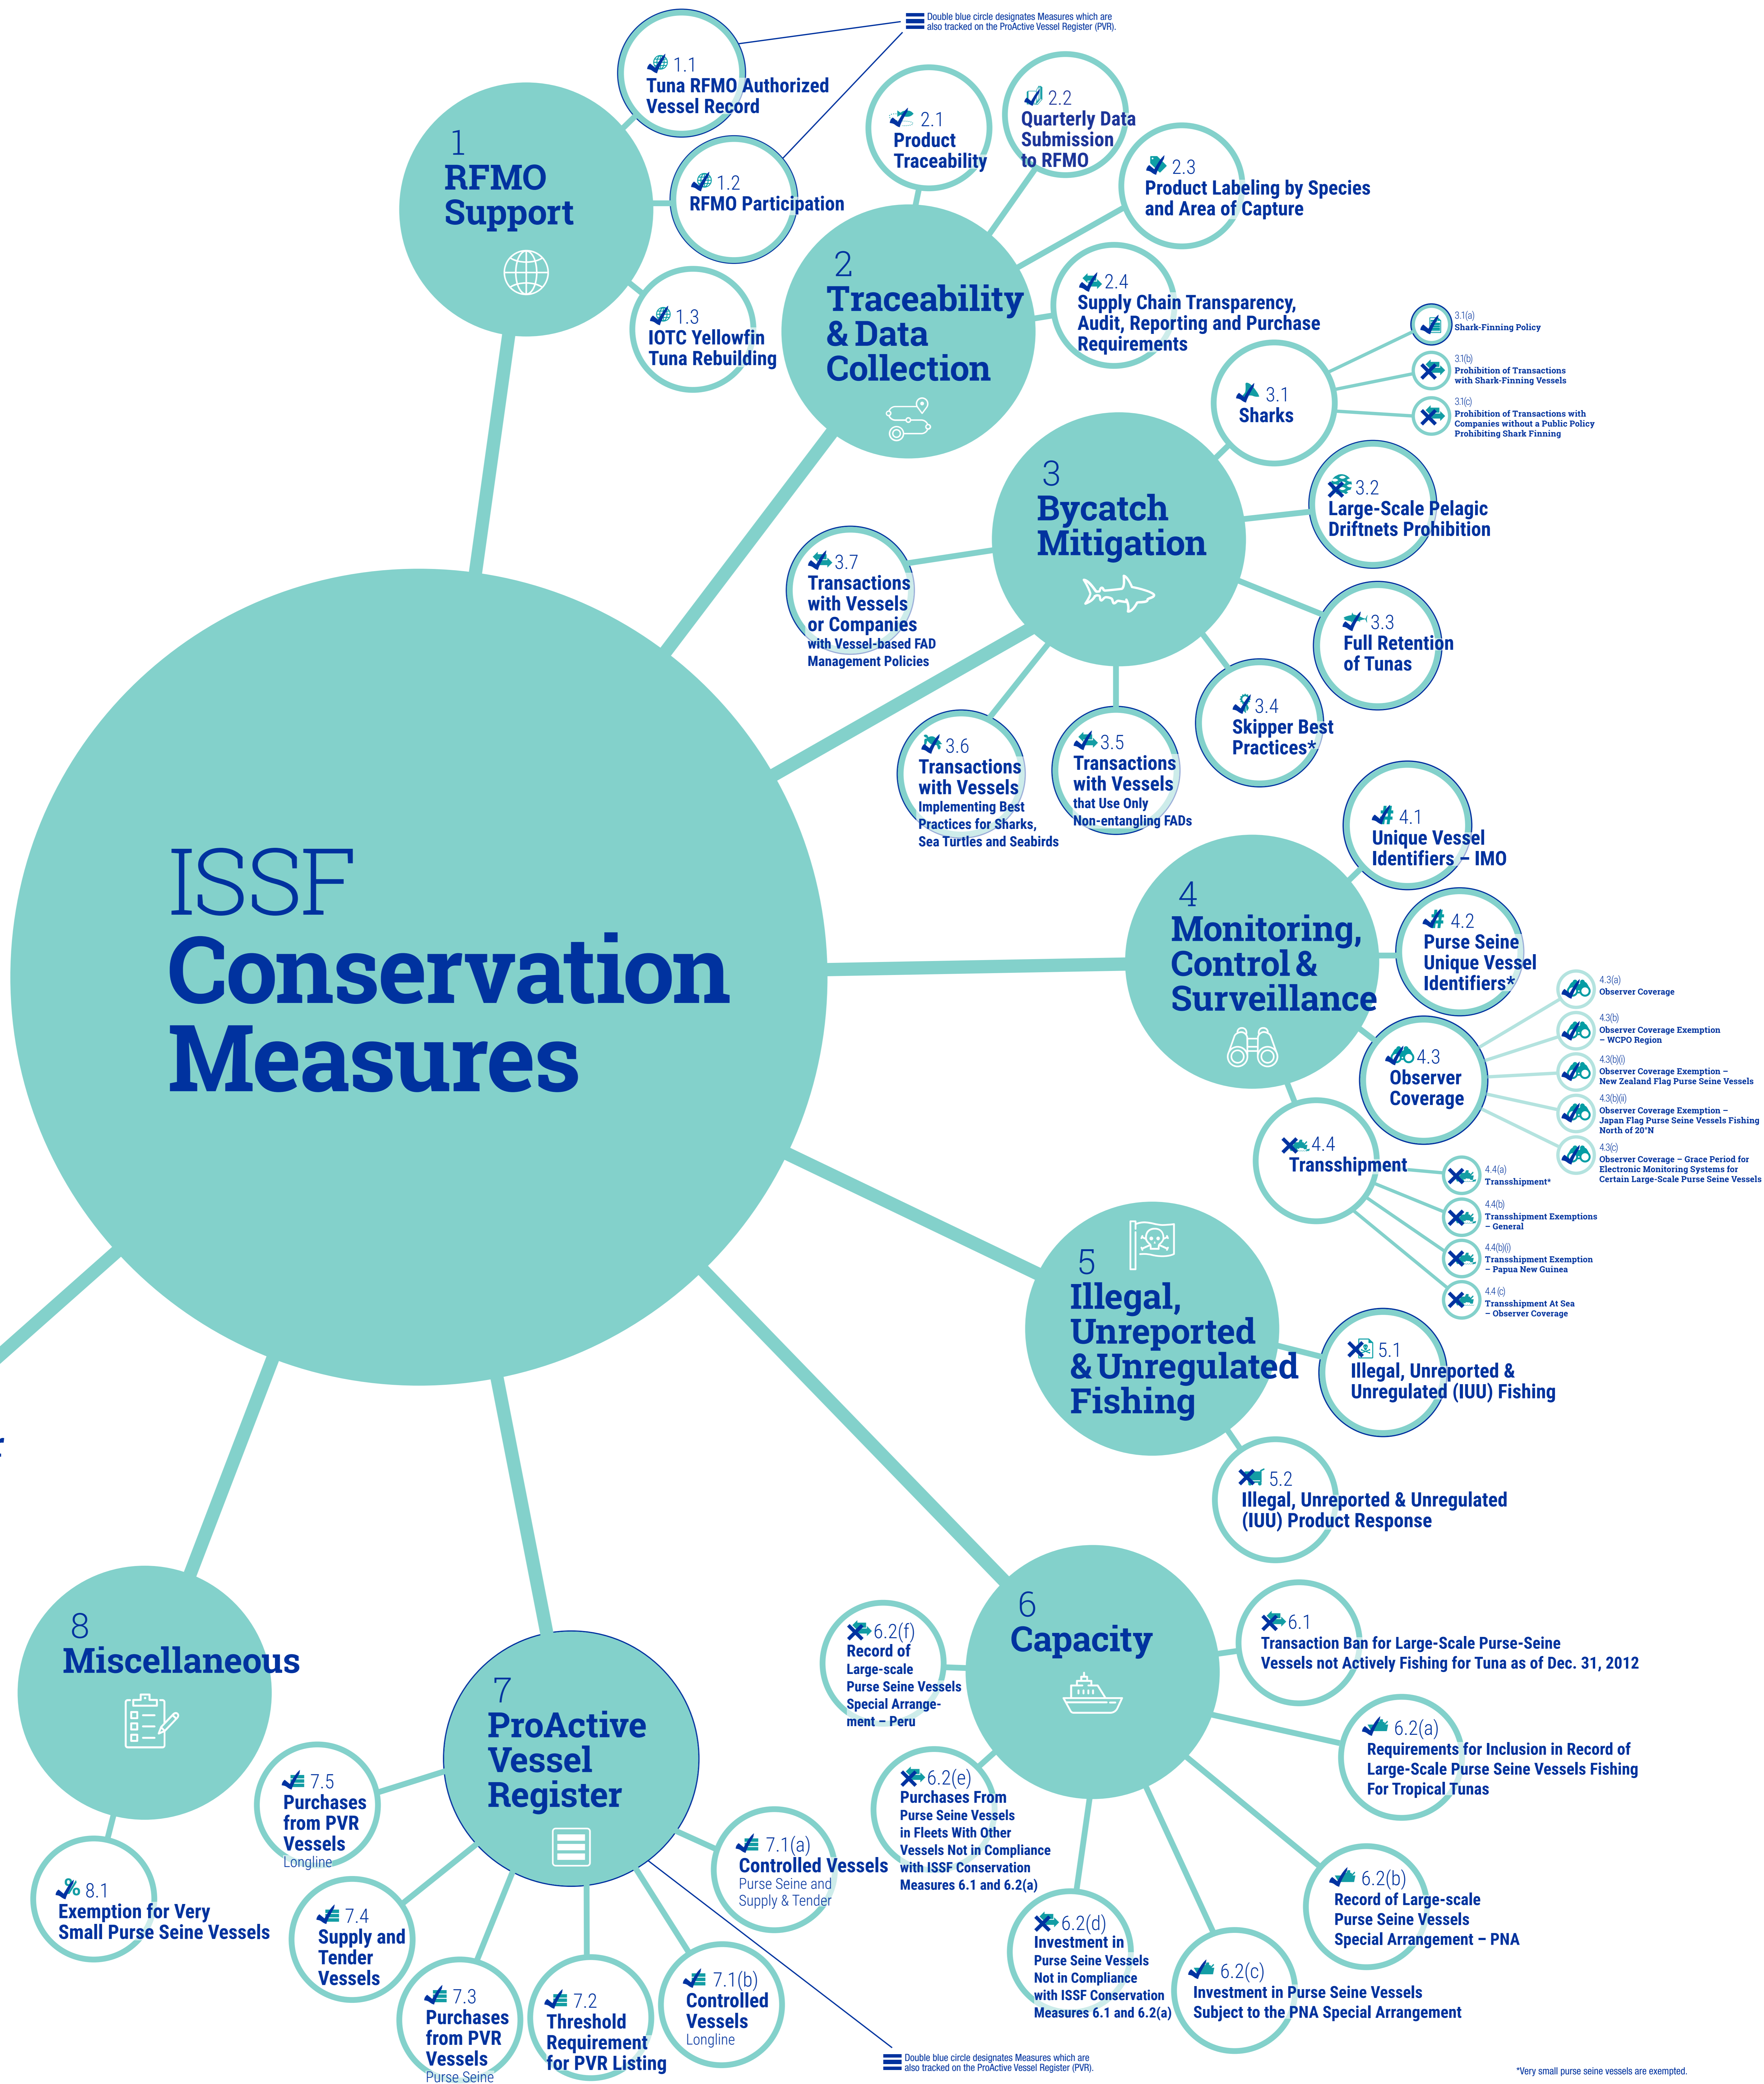 Double blue circle designates Measures which are
also tracked on the ProActive Vessel Register (PVR).
1
RFMO
Support
1.1
Tuna RFMO Authorized
Vessel Record
1.2
RFMO Participation
1.3
IOTC Yellowfin
Tuna Rebuilding
2
Traceability
& Data
Collection
2.1
Product
Traceability
2.2
Quarterly Data
Submission
to RFMO
2.3
Product Labeling by Species
and Area of Capture
2.4
Supply Chain Transparency,
Audit, Reporting and Purchase
Requirements
3
Bycatch
Mitigation
3.1
Sharks
3.1(a)
Shark-Finning Policy
3.1(b)
Prohibition of Transactions
with Shark-Finning Vessels
3.1(c)
Prohibition of Transactions with
Companies without a Public Policy
Prohibiting Shark Finning
3.2
Large-Scale Pelagic
Driftnets Prohibition
3.3
Full Retention
of Tunas
3.4
Skipper Best
Practices*
3.5
Transactions
with Vessels
that Use Only
Non-entangling FADs
3.6
Transactions
with Vessels
Implementing Best
Practices for Sharks,
Sea Turtles and Seabirds
3.7
Transactions
with Vessels
or Companies
with Vessel-based FAD
Management Policies
ISSF
Conservation
Measures
4
Monitoring,
Control &
Surveillance
4.1
Unique Vessel
Identifiers – IMO
4.2
Purse Seine
Unique Vessel
Identifiers*
4.3
Observer
Coverage
4.3(a)
Observer Coverage
4.3(b)
Observer Coverage Exemption
– WCPO Region
4.3(b)(i)
Observer Coverage Exemption –
New Zealand Flag Purse Seine Vessels
4.3(b)(ii)
Observer Coverage Exemption –
Japan Flag Purse Seine Vessels Fishing
North of 20°N
4.3(c)
Observer Coverage – Grace Period for
Electronic Monitoring Systems for
Certain Large-Scale Purse Seine Vessels
4.4
Transshipment
4.4(a)
Transshipment*
4.4(b)
Transshipment Exemptions
– General
4.4(b)(i)
Transshipment Exemption
– Papua New Guinea
4.4 (c)
Transshipment At Sea
– Observer Coverage
5
Illegal,
Unreported
& Unregulated
Fishing
5.1
Illegal, Unreported &
Unregulated (IUU) Fishing
5.2
Illegal, Unreported & Unregulated
(IUU) Product Response
6
Capacity
6.1
Transaction Ban for Large-Scale Purse-Seine
Vessels not Actively Fishing for Tuna as of Dec. 31, 2012
6.2(a)
Requirements for Inclusion in Record of
Large-Scale Purse Seine Vessels Fishing
For Tropical Tunas
6.2(b)
Record of Large-scale
Purse Seine Vessels
Special Arrangement – PNA
6.2(c)
Investment in Purse Seine Vessels
Subject to the PNA Special Arrangement
6.2(d)
Investment in
Purse Seine Vessels
Not in Compliance
with ISSF Conservation
Measures 6.1 and 6.2(a)
6.2(e)
Purchases From
Purse Seine Vessels
in Fleets With Other
Vessels Not in Compliance
with ISSF Conservation
Measures 6.1 and 6.2(a)
6.2(f)
Record of
Large-scale
Purse Seine Vessels
Special Arrange-
ment – Peru
7
ProActive
Vessel
Register
7.1(a)
Controlled Vessels
Purse Seine and
Supply & Tender
7.1(b)
Controlled
Vessels
Longline
7.2
Threshold
Requirement
for PVR Listing
7.3
Purchases
from PVR
Vessels
Purse Seine
7.4
Supply and
Tender
Vessels
7.5
Purchases
from PVR
Vessels
Longline
8
Miscellaneous
8.1
Exemption for Very
Small Purse Seine Vessels
Double blue circle designates Measures which are
also tracked on the ProActive Vessel Register (PVR).
*Very small purse seine vessels are exempted.